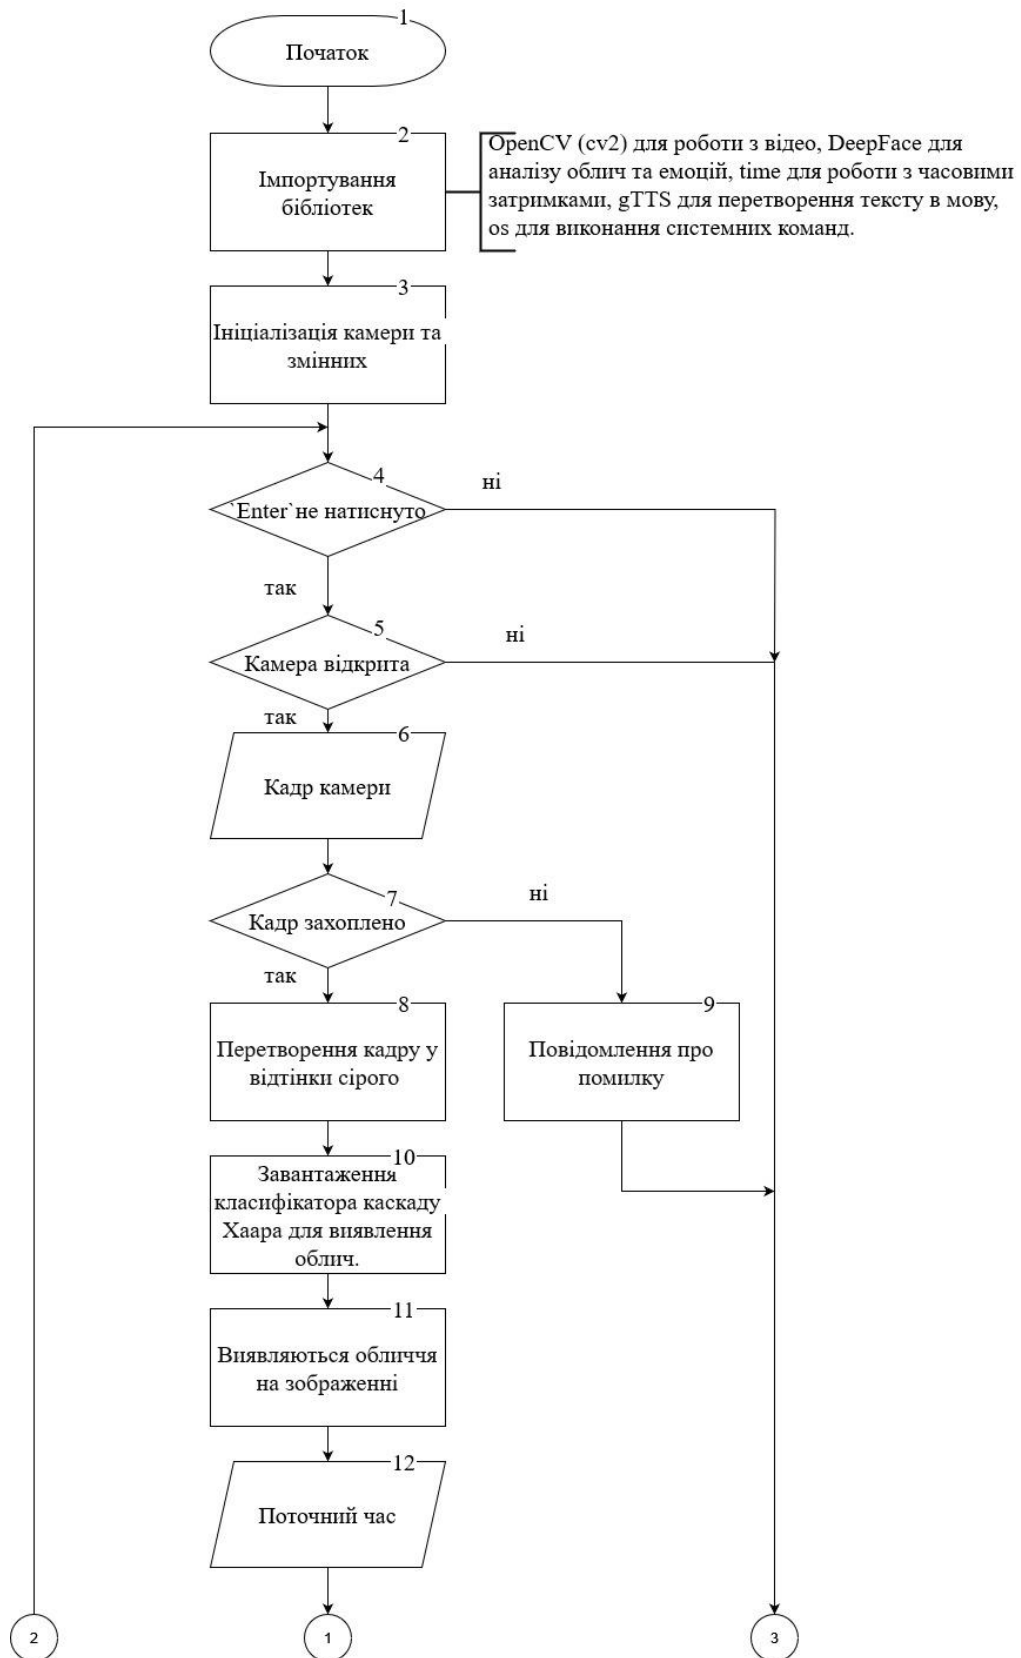 1
Початок
2
Імпортування
бібліотек
OpenCV (cv2) для роботи з відео, DeepFace для
аналізу облич та емоцій, time для роботи з часовими
затримками, gTTS для перетворення тексту в мову,
os для виконання системних команд.
3
Ініціалізація камери та
змінних
4
`Enter`не натиснуто
ні
так
5
Камера відкрита
ні
так
6
Кадр камери
7
Кадр захоплено
ні
так
8
Перетворення кадру у
відтінки сірого
9
Повідомлення про
помилку
10
Завантаження
класифікатора каскаду
Хаара для виявлення
облич.
11
Виявляються обличчя
на зображенні
12
Поточний час
2
1
3